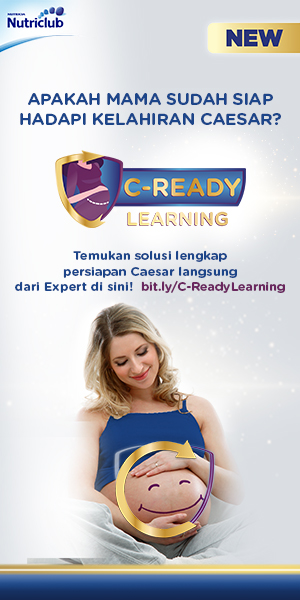 NUTRICIA
Nutriclub
NEW
APAKAH MAMA SUDAH SIAP
HADAPI KELAHIRAN CAESAR?
C-READY
LEARNING
Temukan solusi lengkap
persiapan Caesar langsung
dari Expert di sini! bit.ly/C-ReadyLearning